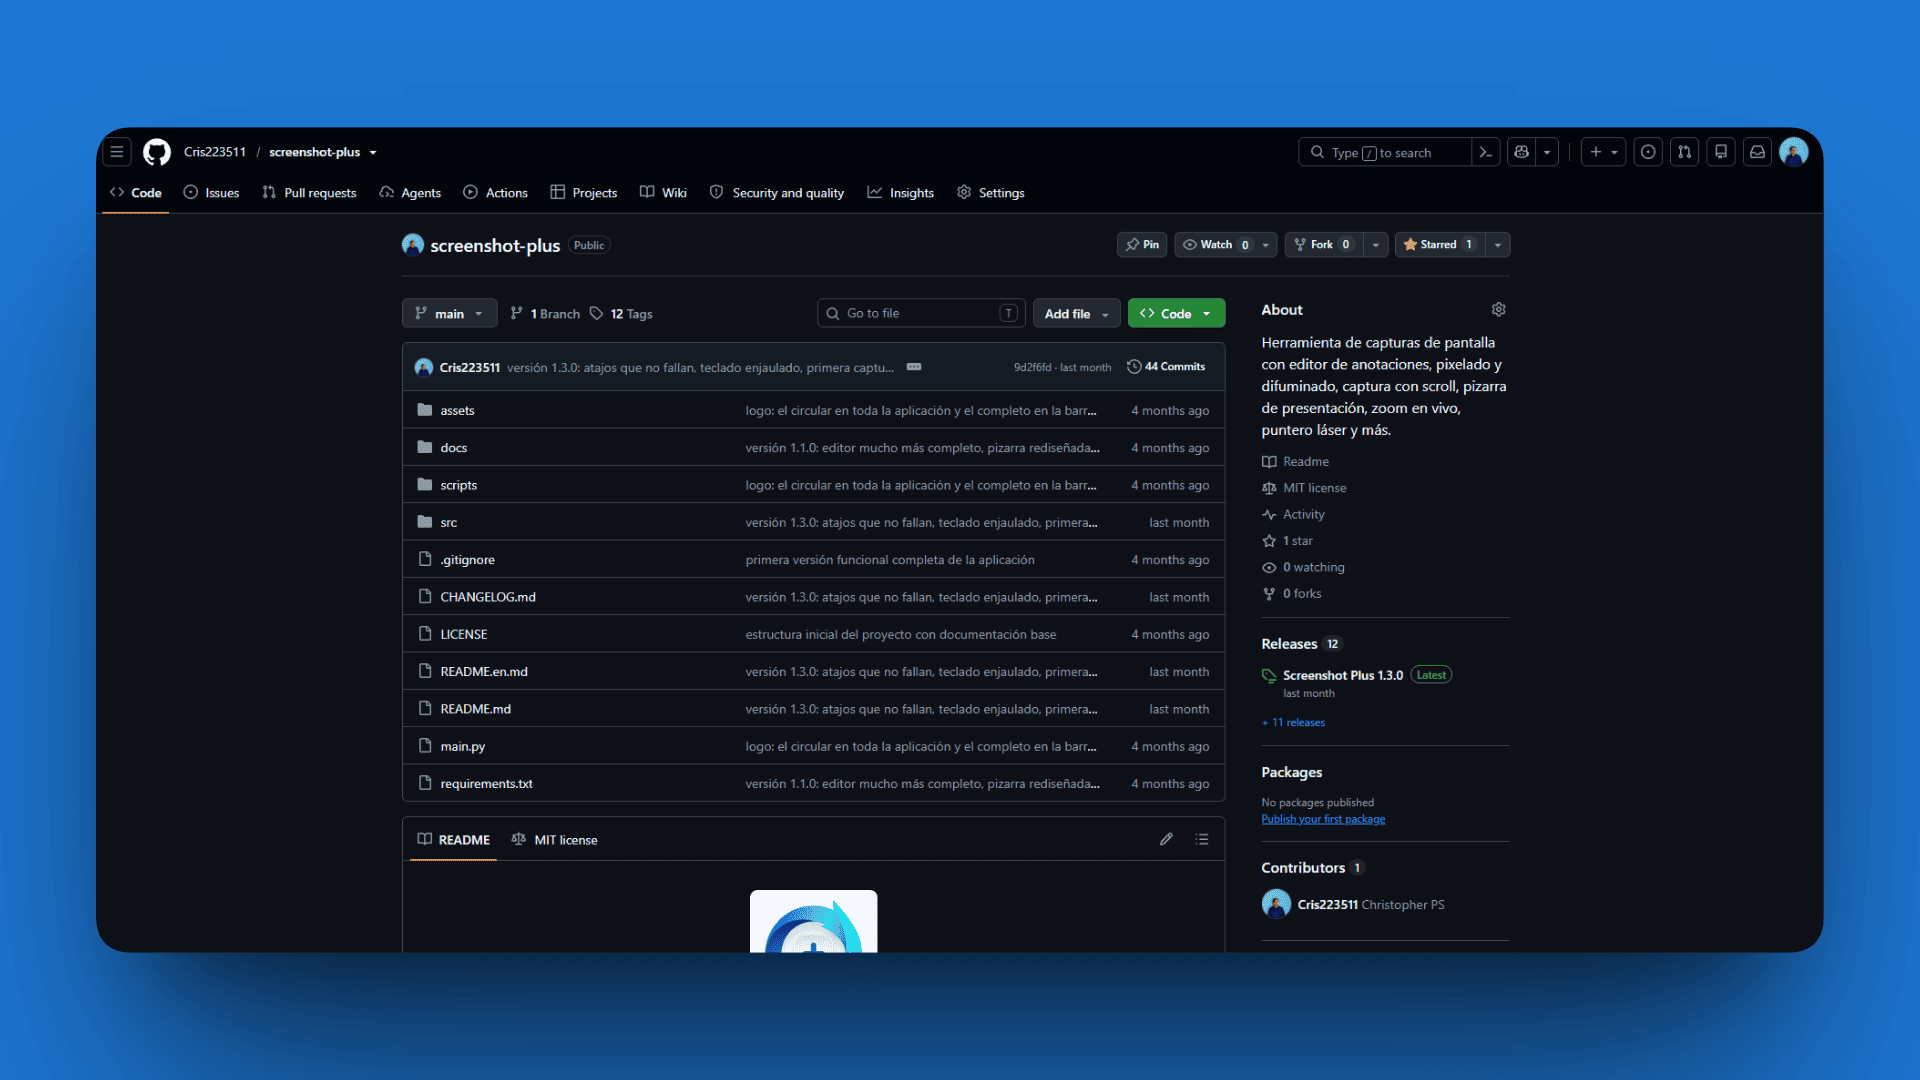 Cris223511 / screenshot-plus
Type / to search
Code
Issues
Pull requests
Agents
Actions
Projects
Wiki
Security and quality
Insights
Settings
screenshot-plus Public
Pin
Watch 0
Fork 0
Starred 1
main
1 Branch
12 Tags
Go to file T
Add file
Code
Cris223511 versión 1.3.0: atajos que no fallan, teclado enjaulado, primera captu...
9d2f6fd · last month
44 Commits
assets logo: el circular en toda la aplicación y el completo en la barr... 4 months ago
docs versión 1.1.0: editor mucho más completo, pizarra rediseñada... 4 months ago
scripts logo: el circular en toda la aplicación y el completo en la barr... 4 months ago
src versión 1.3.0: atajos que no fallan, teclado enjaulado, primera... last month
.gitignore primera versión funcional completa de la aplicación 4 months ago
CHANGELOG.md versión 1.3.0: atajos que no fallan, teclado enjaulado, primera... last month
LICENSE estructura inicial del proyecto con documentación base 4 months ago
README.en.md versión 1.3.0: atajos que no fallan, teclado enjaulado, primera... last month
README.md versión 1.3.0: atajos que no fallan, teclado enjaulado, primera... last month
main.py logo: el circular en toda la aplicación y el completo en la barr... 4 months ago
requirements.txt versión 1.1.0: editor mucho más completo, pizarra rediseñada... 4 months ago
README
MIT license
About
Herramienta de capturas de pantalla
con editor de anotaciones, pixelado y
difuminado, captura con scroll, pizarra
de presentación, zoom en vivo,
puntero láser y más.
Readme
MIT license
Activity
1 star
0 watching
0 forks
Releases 12
Screenshot Plus 1.3.0 Latest
last month
+ 11 releases
Packages
No packages published
Publish your first package
Contributors 1
Cris223511 Christopher PS